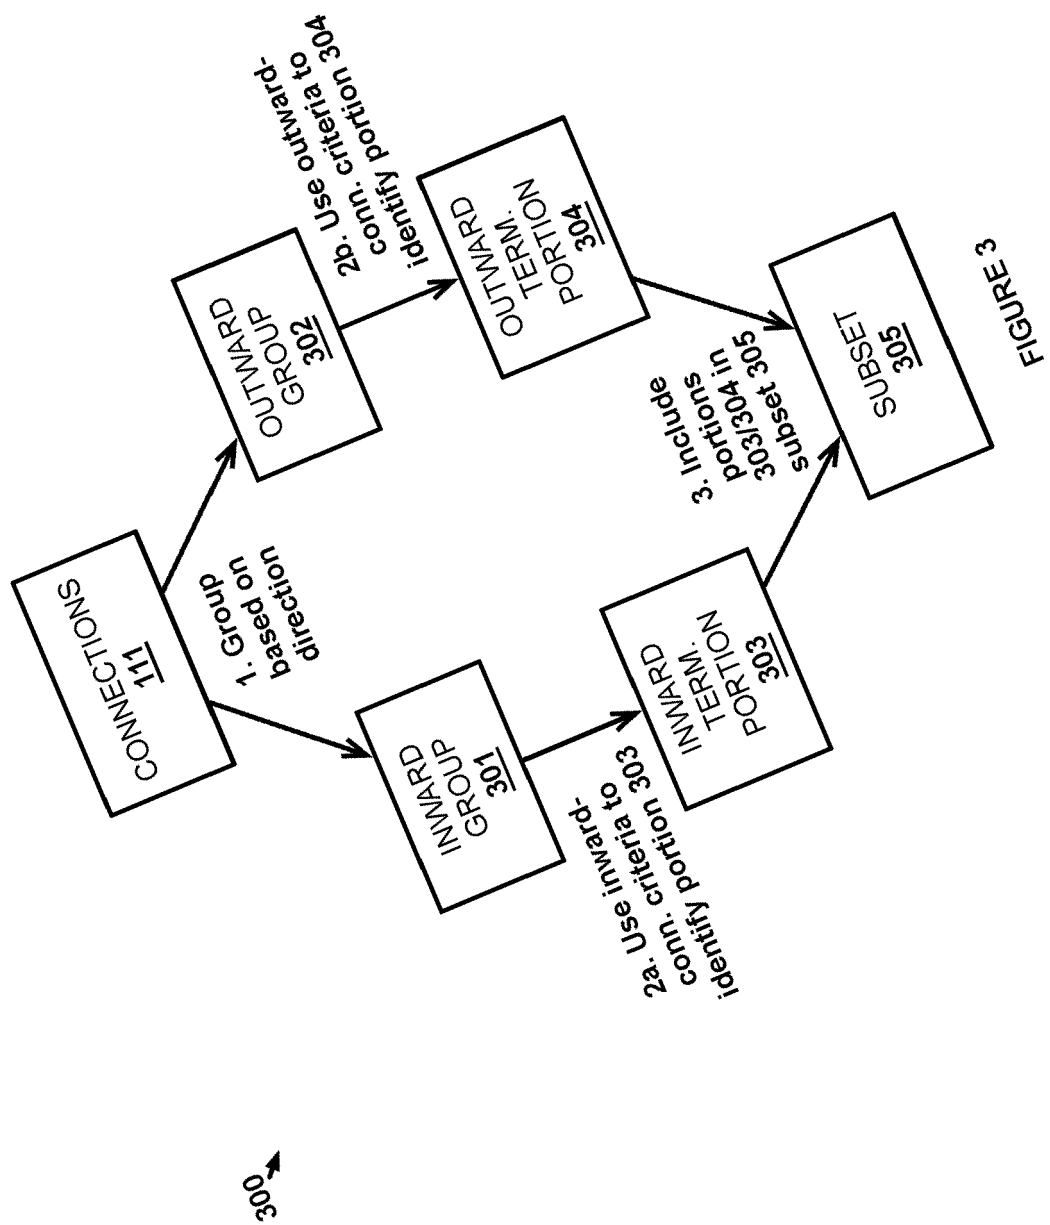 300
CONNECTIONS
111
1. Group
based on
direction
INWARD
GROUP
301
OUTWARD
GROUP
302
2a. Use inward-
conn. criteria to
identify portion 303
2b. Use outward-
conn. criteria to
identify portion 304
INWARD
TERM.
PORTION
303
OUTWARD
TERM.
PORTION
304
3. Include
portions
303/304 in
subset 305
SUBSET
305
FIGURE 3